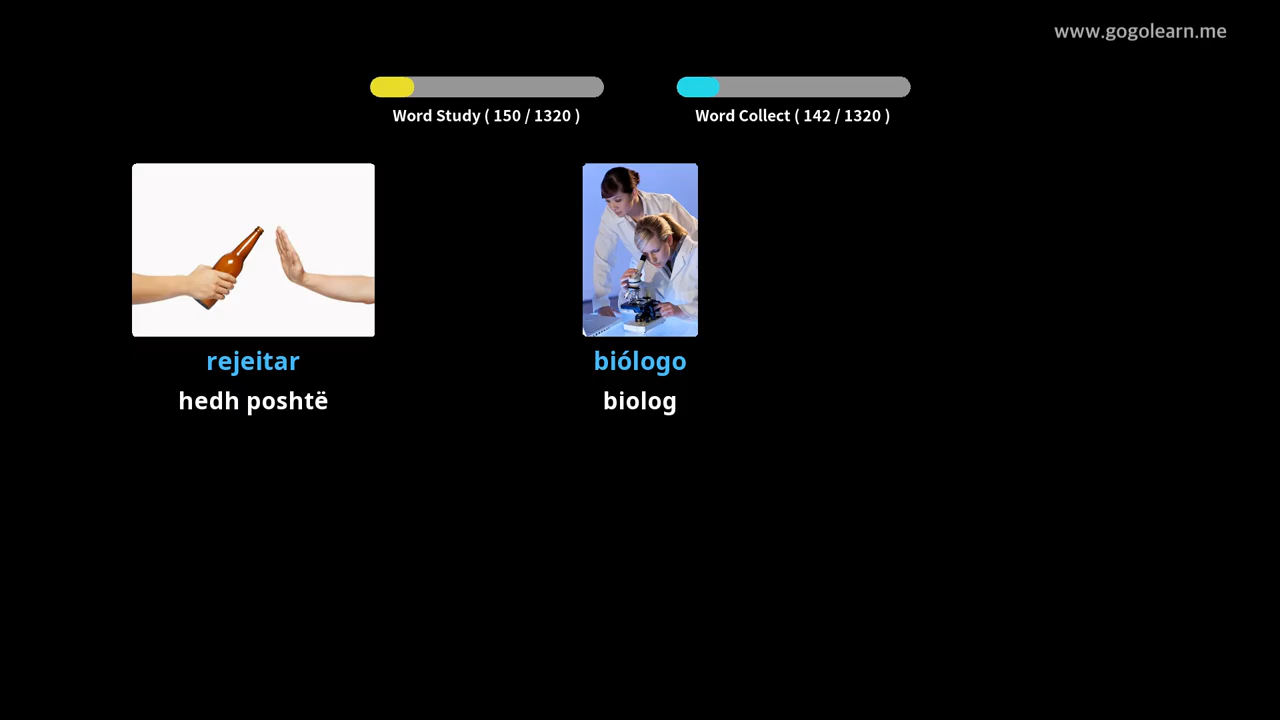 www.gogolearn.me
Word Study ( 150 / 1320 )
Word Collect ( 142 / 1320 )
rejeitar
hedh poshtë
biólogo
biolog